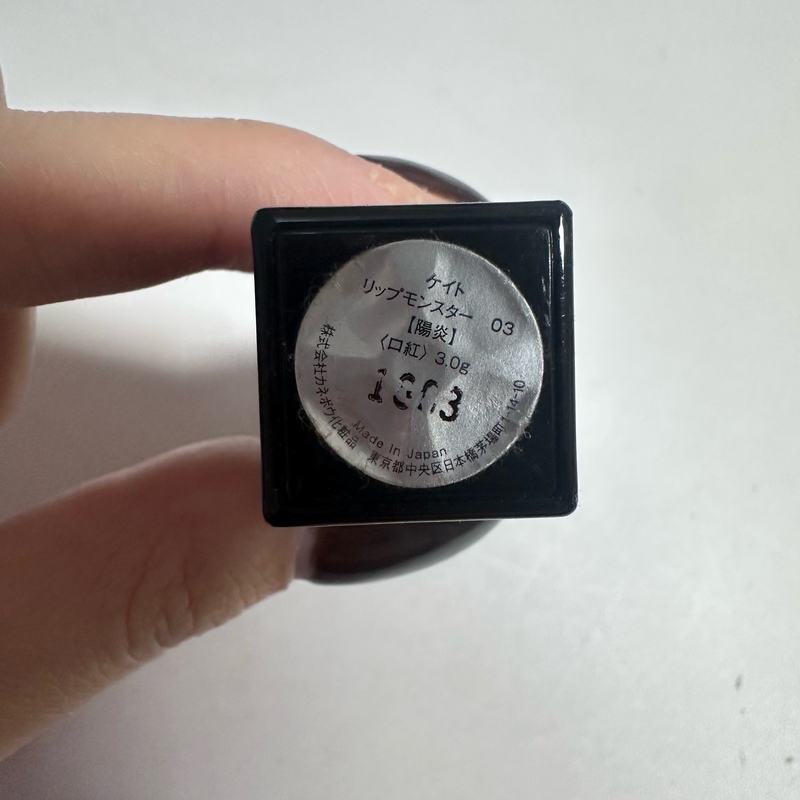 ケイト
リップモンスター 03
【陽炎】
〈口紅〉3.0g
Made in Japan
株式会社カネボウ化粧品 東京都中央区日本橋茅場町1-14-10